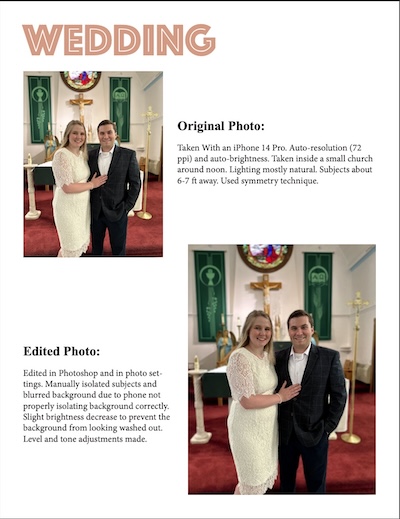 WEDDING
Original Photo:
Taken With an iPhone 14 Pro. Auto-resolution (72
ppi) and auto-brightness. Taken inside a small church
around noon. Lighting mostly natural. Subjects about
6-7 ft away. Used symmetry technique.
Edited Photo:
Edited in Photoshop and in photo set-
tings. Manually isolated subjects and
blurred background due to phone not
properly isolating background correctly.
Slight brightness decrease to prevent the
background from looking washed out.
Level and tone adjustments made.